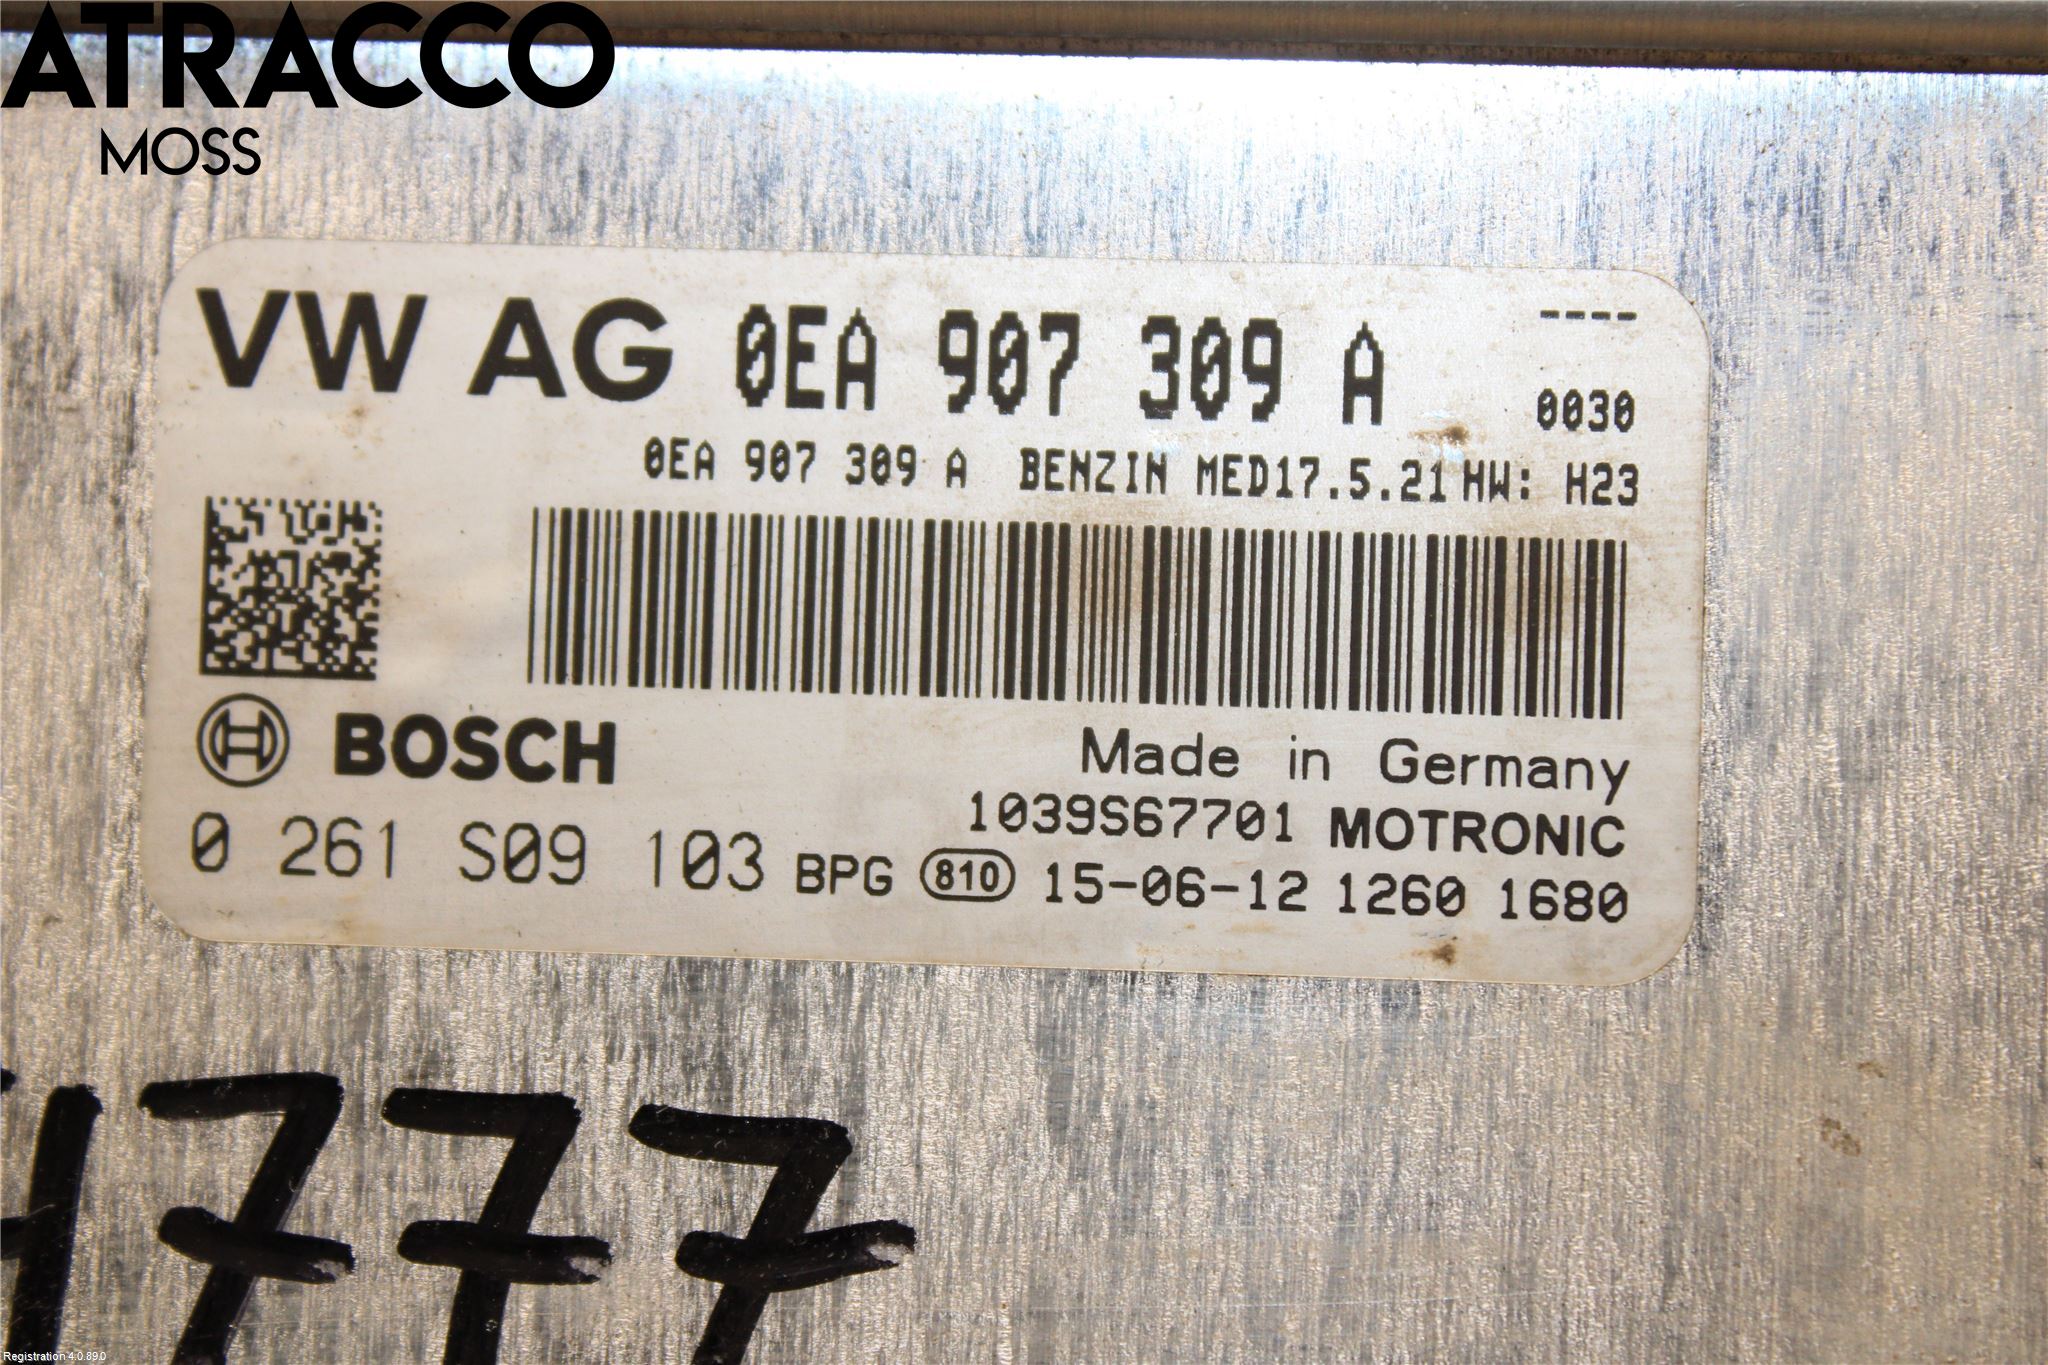 ATRACCO
MOSS
VW AG 0EA 907 309 A ----
0030
0EA 907 309 A BENZIN MED17.5.21 HW: H23
BOSCH
Made in Germany
1039S67701 MOTRONIC
0 261 S09 103 BPG 810 15-06-12 1260 1680
777
Registration 4.0.89.0